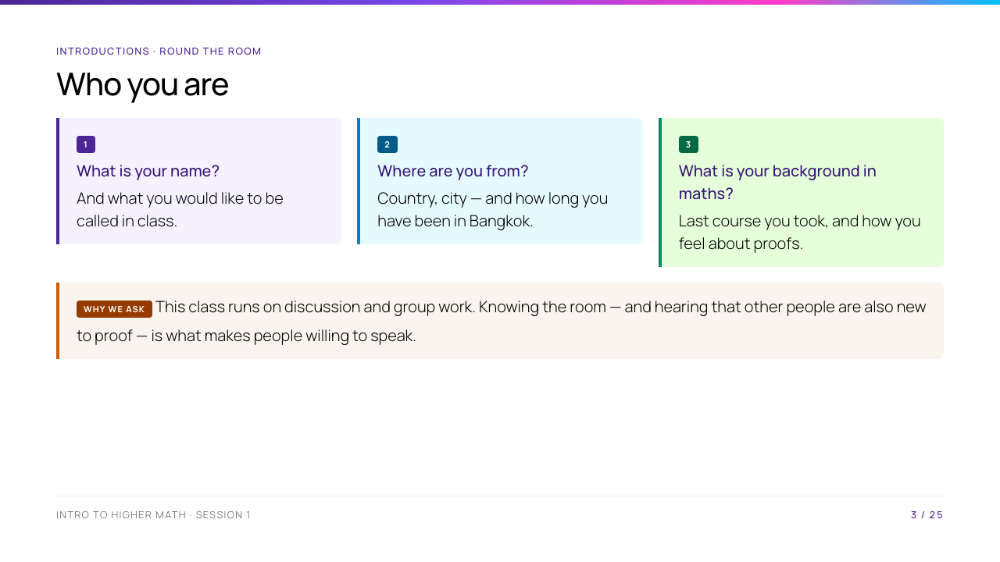 INTRODUCTIONS · ROUND THE ROOM
Who you are
1
What is your name?
And what you would like to be
called in class.
2
Where are you from?
Country, city — and how long you
have been in Bangkok.
3
What is your background in
maths?
Last course you took, and how you
feel about proofs.
WHY WE ASK This class runs on discussion and group work. Knowing the room — and hearing that other people are also new
to proof — is what makes people willing to speak.
INTRO TO HIGHER MATH · SESSION 1
3 / 25